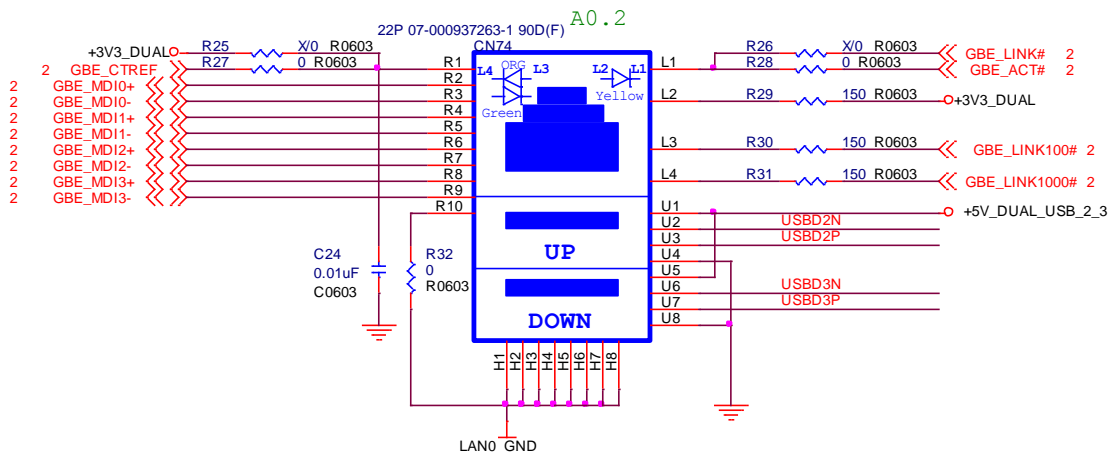 A0.2
22P 07-000937263-1 90D(F)
CN74
+3V3_DUAL R25 X/0 R0603
2 GBE_CTREF R27 0 R0603 R1
2 GBE_MDI0+ R2
2 GBE_MDI0- R3
2 GBE_MDI1+ R4
2 GBE_MDI1- R5
2 GBE_MDI2+ R6
2 GBE_MDI2- R7
2 GBE_MDI3+ R8
2 GBE_MDI3- R9
R10
ORG
L4 L3 L2 L1
Green Yellow
UP
DOWN
R26 X/0 R0603 GBE_LINK# 2
L1 R28 0 R0603 GBE_ACT# 2
L2 R29 150 R0603 +3V3_DUAL
L3 R30 150 R0603 GBE_LINK100# 2
L4 R31 150 R0603 GBE_LINK1000# 2
U1 +5V_DUAL_USB_2_3
U2 USBD2N
U3 USBD2P
U4
U5
U6 USBD3N
U7 USBD3P
U8
C24
0.01uF
C0603
R32
0
R0603
H1 H2 H3 H4 H5 H6 H7 H8
LAN0_GND